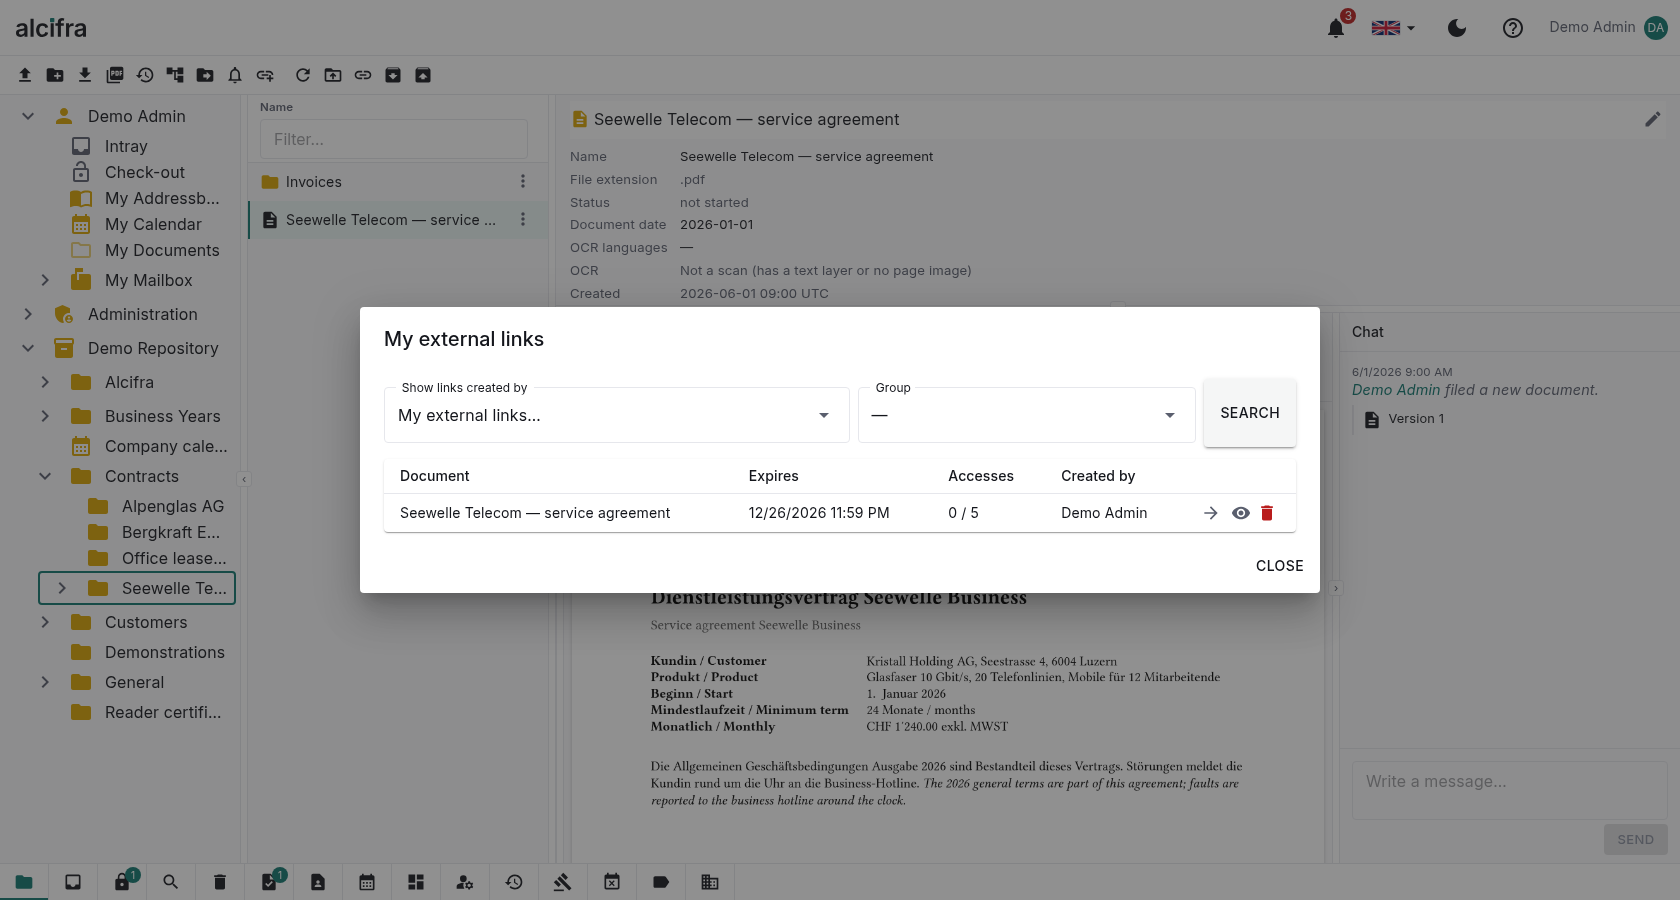 alcifra
3
Demo Admin
DA
Demo Admin
Intray
Check-out
My Addressb...
My Calendar
My Documents
My Mailbox
Administration
Demo Repository
Alcifra
Business Years
Company cale...
Contracts
Alpenglas AG
Bergkraft E...
Office lease...
Seewelle Te...
Customers
Demonstrations
General
Reader certifi...
Name
Filter...
Invoices
Seewelle Telecom — service ...
Seewelle Telecom — service agreement
Name Seewelle Telecom — service agreement
File extension .pdf
Status not started
Document date 2026-01-01
OCR languages —
OCR Not a scan (has a text layer or no page image)
Created 2026-06-01 09:00 UTC
My external links
Show links created by
My external links...
Group
—
SEARCH
Document Expires Accesses Created by
Seewelle Telecom — service agreement 12/26/2026 11:59 PM 0 / 5 Demo Admin
CLOSE
Dienstleistungsvertrag Seewelle Business
Service agreement Seewelle Business
Kundin / Customer Kristall Holding AG, Seestrasse 4, 6004 Luzern
Produkt / Product Glasfaser 10 Gbit/s, 20 Telefonlinien, Mobile für 12 Mitarbeitende
Beginn / Start 1. Januar 2026
Mindestlaufzeit / Minimum term 24 Monate / months
Monatlich / Monthly CHF 1'240.00 exkl. MWST
Die Allgemeinen Geschäftsbedingungen Ausgabe 2026 sind Bestandteil dieses Vertrags. Störungen meldet die
Kundin rund um die Uhr an die Business-Hotline. The 2026 general terms are part of this agreement; faults are
reported to the business hotline around the clock.
Chat
6/1/2026 9:00 AM
Demo Admin filed a new document.
Version 1
Write a message...
SEND
1
1